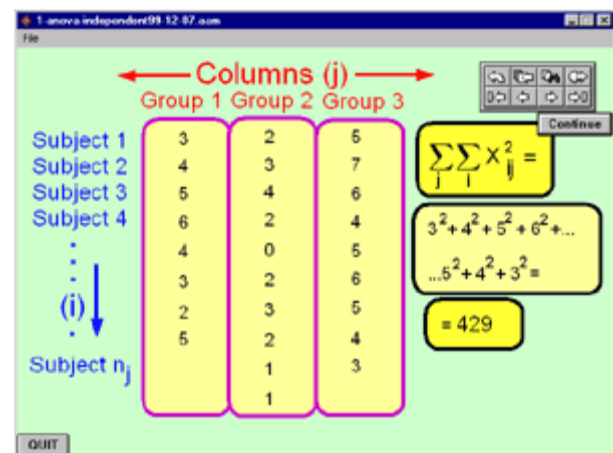 1-anova independent99-12-07.aom
File
Columns (j)
Group 1 Group 2 Group 3
Continue
Subject 1 3 2 5
Subject 2 4 3 7
Subject 3 5 4 6
Subject 4 6 2 4
4 0 5
3 2 6
(i) 2 3 5
5 2 4
Subject nj 1 3
1
∑j ∑i X²ij =
3²+4²+5²+6²+...
...5²+4²+3²=
= 429
QUIT